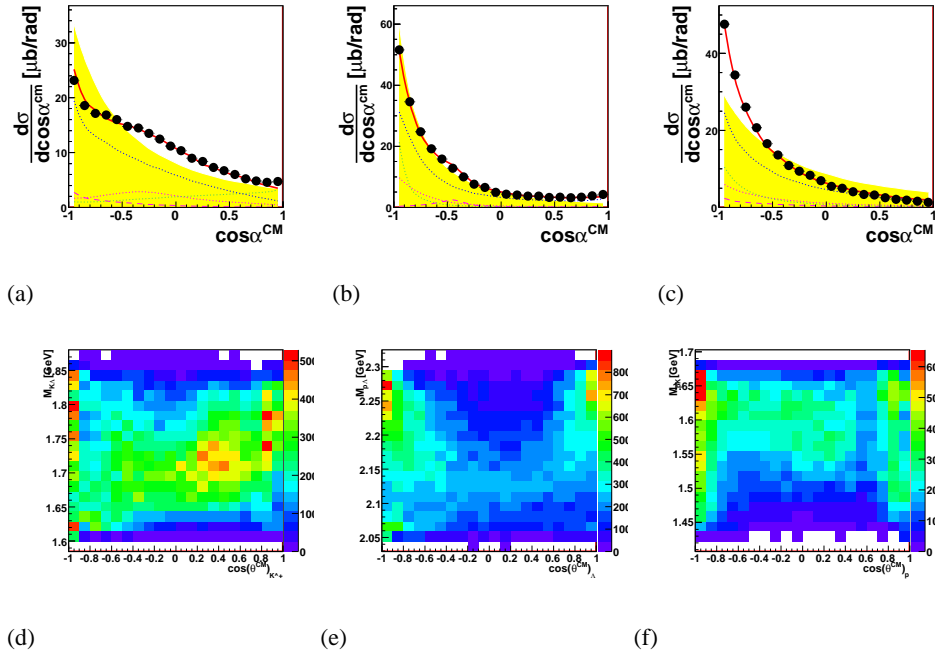 dσ/dcosα^cm [μb/rad]
30
20
10
0
-1 -0.5 0 0.5 1
cosα^CM
dσ/dcosα^cm [μb/rad]
60
40
20
0
-1 -0.5 0 0.5 1
cosα^CM
dσ/dcosα^cm [μb/rad]
40
20
0
-1 -0.5 0 0.5 1
cosα^CM
(a) (b) (c)
M_KΛ [GeV]
1.85
1.8
1.75
1.7
1.65
1.6
-1 -0.8 -0.6 -0.4 -0.2 0 0.2 0.4 0.6 0.8 1
cos(θ^CM)_K^+
400
300
200
100
0
M_pΛ [GeV]
2.3
2.25
2.2
2.15
2.1
2.05
-1 -0.8 -0.6 -0.4 -0.2 0 0.2 0.4 0.6 0.8 1
cos(θ^CM)_Λ
800
700
600
500
400
300
200
100
0
[GeV]
1.7
1.65
1.6
1.55
1.5
1.45
-1 -0.8 -0.6 -0.4 -0.2 0 0.2 0.4 0.6 0.8 1
cos(θ^CM)_p
60
50
40
30
20
10
0
(d) (e) (f)